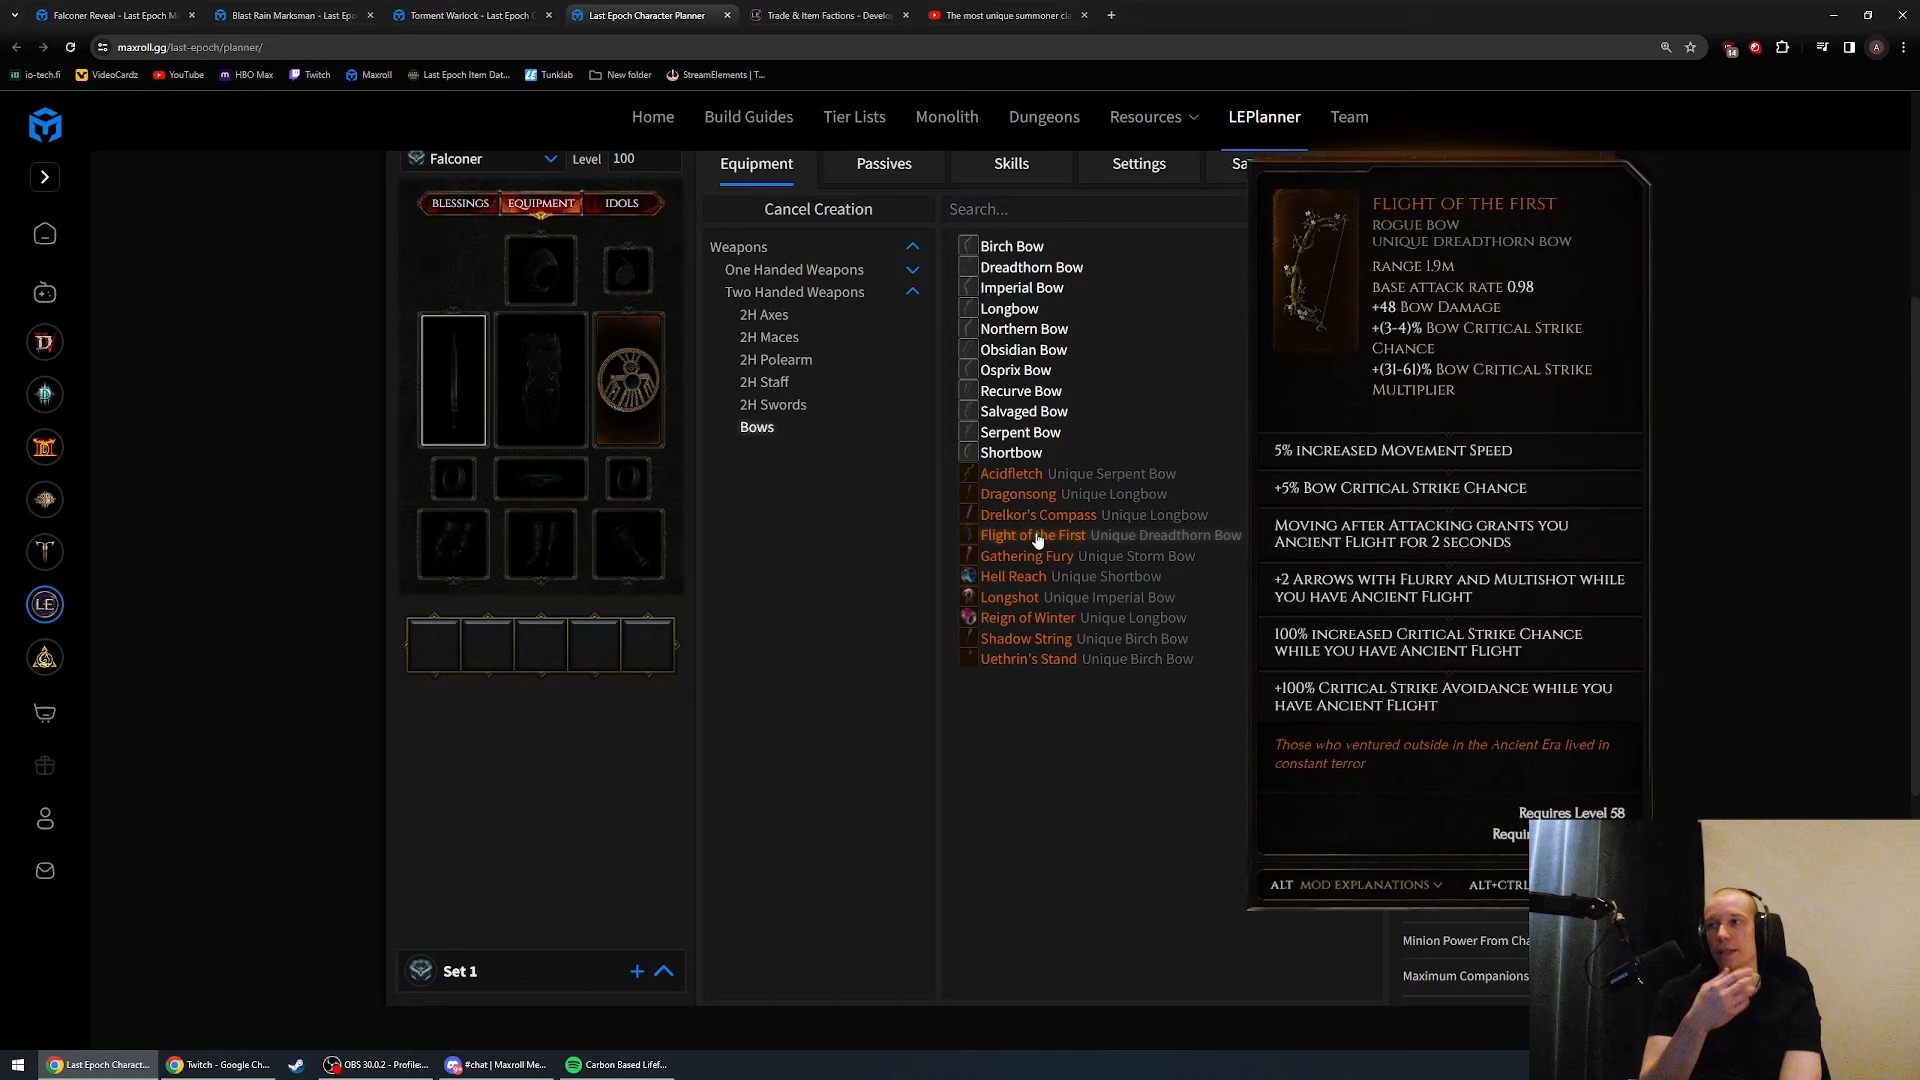 Falconer Reveal - Last Epoch M
Blast Rain Marksman - Last Epo
Torment Warlock - Last Epoch C
Last Epoch Character Planner
Trade & Item Factions - Develo
The most unique summoner cla
maxroll.gg/last-epoch/planner/
14
A
io-tech.fi
VideoCardz
YouTube
HBO Max
Twitch
Maxroll
Last Epoch Item Dat...
Tunklab
New folder
StreamElements | T...
Home
Build Guides
Tier Lists
Monolith
Dungeons
Resources
LEPlanner
Team
Falconer
Level
100
Equipment
Passives
Skills
Settings
Sa
BLESSINGS
EQUIPMENT
IDOLS
Cancel Creation
Search...
Weapons
One Handed Weapons
Two Handed Weapons
2H Axes
2H Maces
2H Polearm
2H Staff
2H Swords
Bows
Birch Bow
Dreadthorn Bow
Imperial Bow
Longbow
Northern Bow
Obsidian Bow
Osprix Bow
Recurve Bow
Salvaged Bow
Serpent Bow
Shortbow
Acidfletch Unique Serpent Bow
Dragonsong Unique Longbow
Drelkor's Compass Unique Longbow
Flight of the First Unique Dreadthorn Bow
Gathering Fury Unique Storm Bow
Hell Reach Unique Shortbow
Longshot Unique Imperial Bow
Reign of Winter Unique Longbow
Shadow String Unique Birch Bow
Uethrin's Stand Unique Birch Bow
FLIGHT OF THE FIRST
ROGUE BOW
UNIQUE DREADTHORN BOW
RANGE 1.9M
BASE ATTACK RATE 0.98
+48 BOW DAMAGE
+(3-4)% BOW CRITICAL STRIKE
CHANCE
+(31-61)% BOW CRITICAL STRIKE
MULTIPLIER
5% INCREASED MOVEMENT SPEED
+5% BOW CRITICAL STRIKE CHANCE
MOVING AFTER ATTACKING GRANTS YOU
ANCIENT FLIGHT FOR 2 SECONDS
+2 ARROWS WITH FLURRY AND MULTISHOT WHILE
YOU HAVE ANCIENT FLIGHT
100% INCREASED CRITICAL STRIKE CHANCE
WHILE YOU HAVE ANCIENT FLIGHT
+100% CRITICAL STRIKE AVOIDANCE WHILE YOU
HAVE ANCIENT FLIGHT
Those who ventured outside in the Ancient Era lived in
constant terror
Requires Level 58
Requi
ALT MOD EXPLANATIONS
ALT+CTRL
Minion Power From Cha
Maximum Companions
Set 1
LE
Last Epoch Charact...
Twitch - Google Ch...
OBS 30.0.2 - Profile:...
#chat | Maxroll Me...
Carbon Based Lifef...